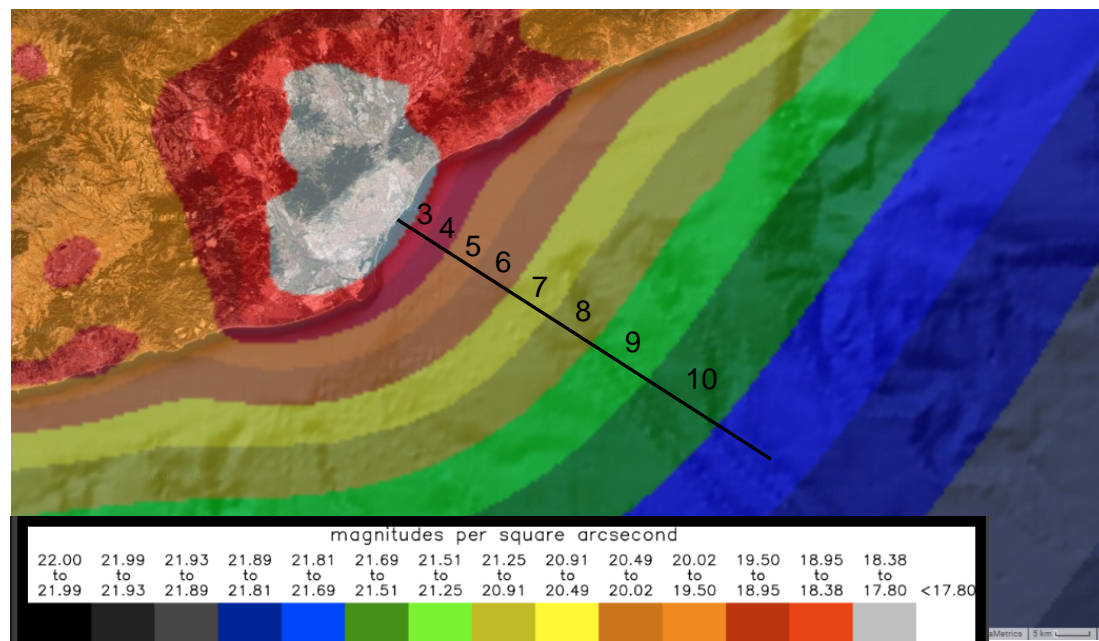 3
4
5
6
7
8
9
10
magnitudes per square arcsecond
22.00 21.99 21.93 21.89 21.81 21.69 21.51 21.25 20.91 20.49 20.02 19.50 18.95 18.38
to to to to to to to to to to to to to to
21.99 21.93 21.89 21.81 21.69 21.51 21.25 20.91 20.49 20.02 19.50 18.95 18.38 17.80 <17.80
aMetrics 5 km